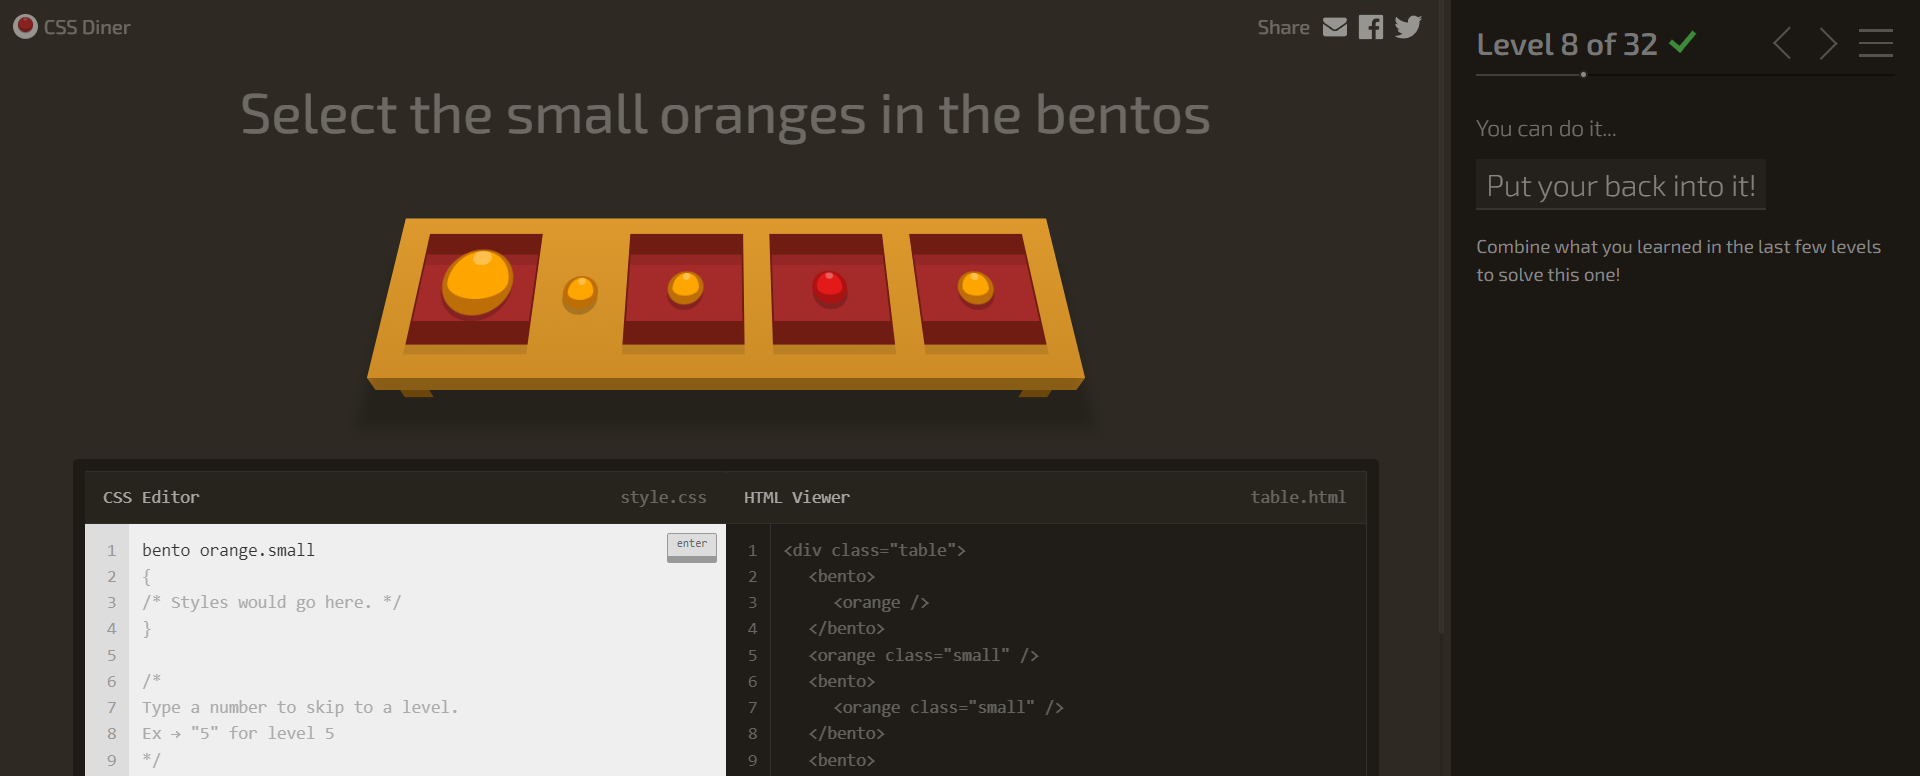 CSS Diner
Share
Select the small oranges in the bentos
CSS Editor
style.css
1 bento orange.small
enter
2 {
3 /* Styles would go here. */
4 }
5
6 /*
7 Type a number to skip to a level.
8 Ex → "5" for level 5
9 */
HTML Viewer
table.html
1 <div class="table">
2 <bento>
3 <orange />
4 </bento>
5 <orange class="small" />
6 <bento>
7 <orange class="small" />
8 </bento>
9 <bento>
Level 8 of 32
You can do it...
Put your back into it!
Combine what you learned in the last few levels
to solve this one!